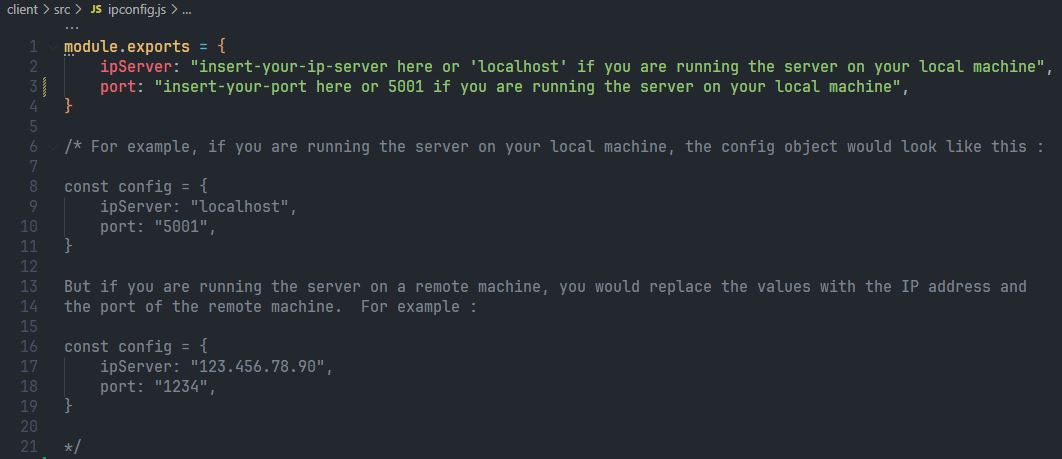 client > src > JS ipconfig.js > ...
...
1 module.exports = {
2 ipServer: "insert-your-ip-server here or 'localhost' if you are running the server on your local machine",
3 port: "insert-your-port here or 5001 if you are running the server on your local machine",
4 }
5
6 /* For example, if you are running the server on your local machine, the config object would look like this :
7
8 const config = {
9 ipServer: "localhost",
10 port: "5001",
11 }
12
13 But if you are running the server on a remote machine, you would replace the values with the IP address and
14 the port of the remote machine.  For example :
15
16 const config = {
17 ipServer: "123.456.78.90",
18 port: "1234",
19 }
20
21 */